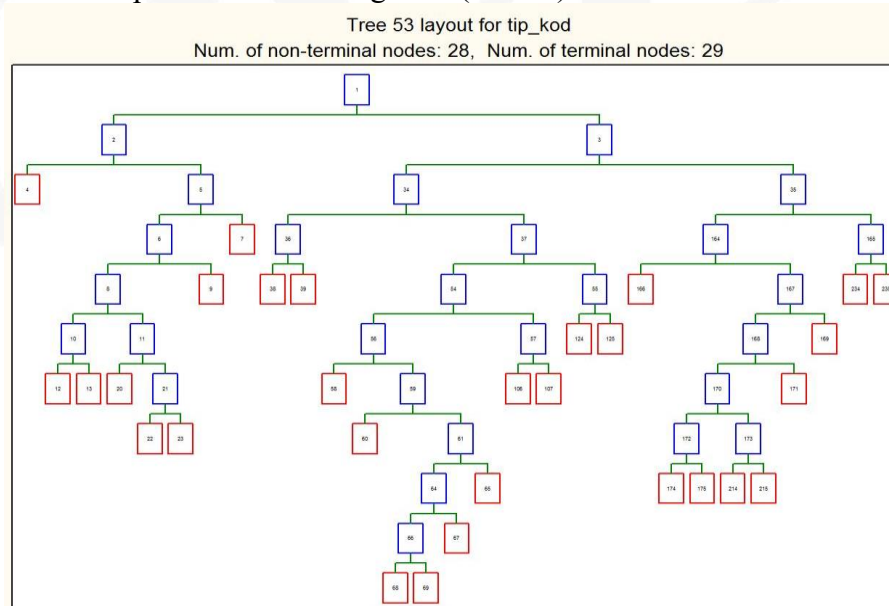 Tree 53 layout for tip_kod
Num. of non-terminal nodes: 28, Num. of terminal nodes: 29
1
2 3
4 5 34 35
6 7 36 37 164 165
8 9 38 39 54 55 166 167
10 11 56 57 124 125 168 169
12 13 20 21 58 59 106 107 170 171
22 23 60 61 172 173
64 65 174 175 214 215
66 67
68 69